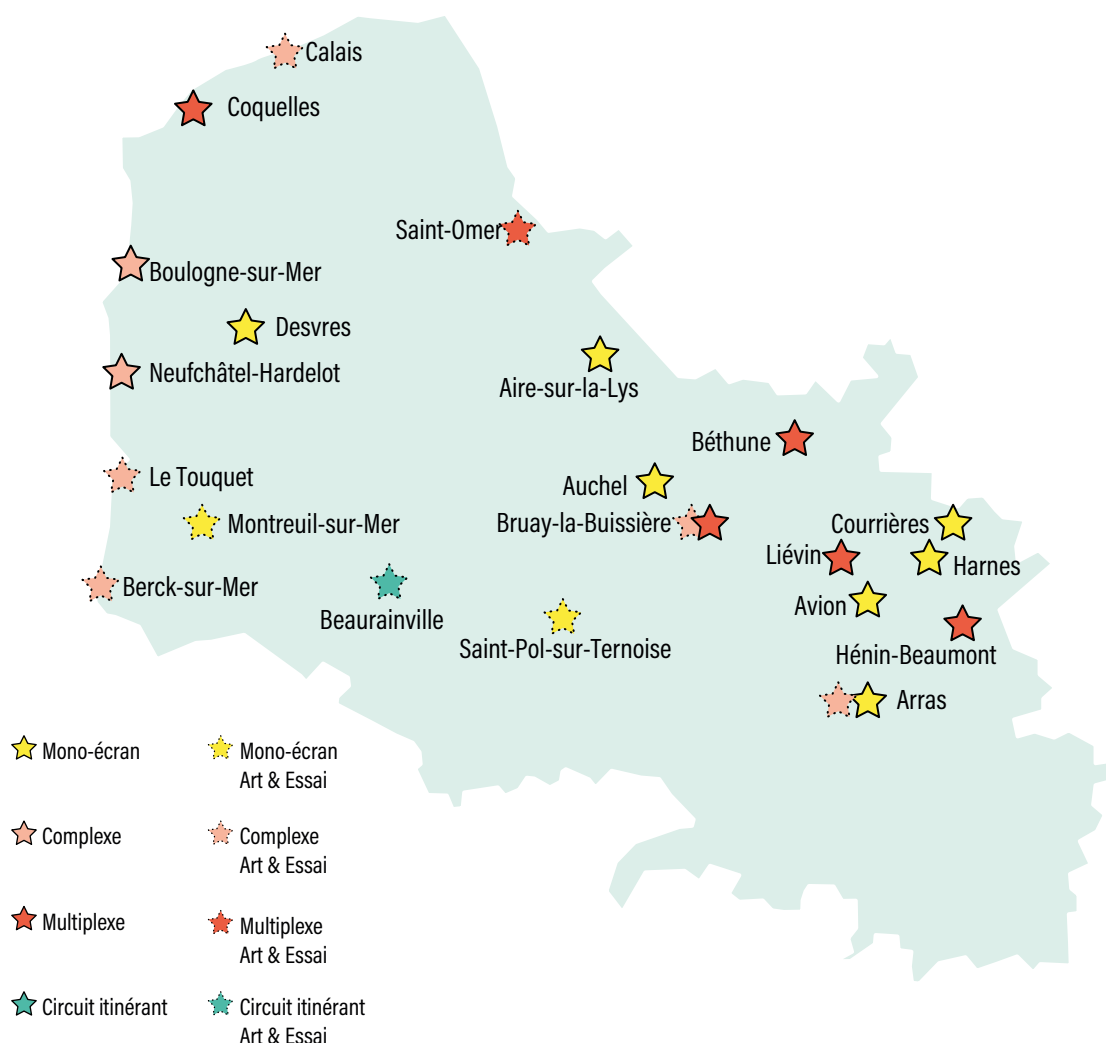 Calais
Coquelles
Saint-Omer
Boulogne-sur-Mer
Desvres
Neufchâtel-Hardelot
Aire-sur-la-Lys
Béthune
Le Touquet
Auchel
Montreuil-sur-Mer
Bruay-la-Buissière
Courrières
Liévin
Harnes
Berck-sur-Mer
Beaurainville
Avion
Saint-Pol-sur-Ternoise
Hénin-Beaumont
Arras
Mono-écran
Mono-écran
Art & Essai
Complexe
Complexe
Art & Essai
Multiplexe
Multiplexe
Art & Essai
Circuit itinérant
Circuit itinérant
Art & Essai